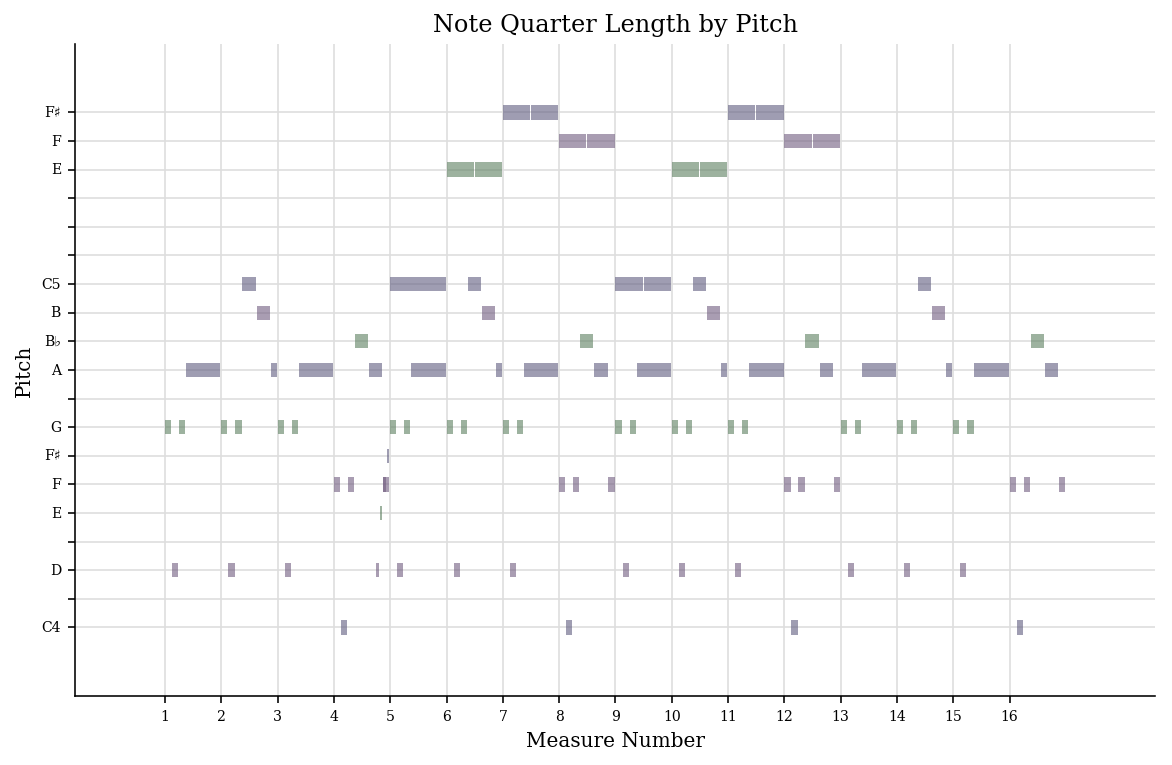 Note Quarter Length by Pitch
F♯
F
E
C5
B
B♭
A
G
F♯
F
E
D
C4
Pitch
1 2 3 4 5 6 7 8 9 10 11 12 13 14 15 16
Measure Number